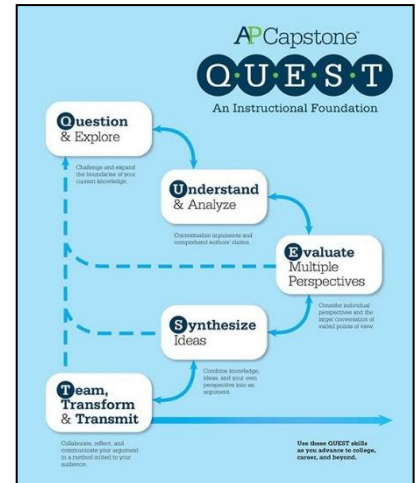 AP Capstone™
Q·U·E·S·T
An Instructional Foundation
Question
& Explore
Challenge and expand
the boundaries of your
current knowledge.
Understand
& Analyze
Contextualize arguments and
comprehend authors' claims.
Evaluate
Multiple
Perspectives
Consider individual
perspectives and the
larger conversation of
varied points of view.
Synthesize
Ideas
Combine knowledge,
ideas, and your own
perspective into an
argument.
Team,
Transform
& Transmit
Collaborate, reflect, and
communicate your argument
in a method suited to your
audience.
Use these QUEST skills
as you advance to college,
career, and beyond.